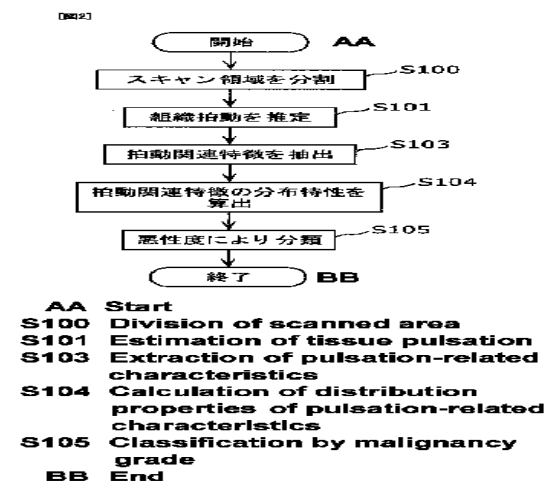 [図2]
開始 AA
スキャン領域を分割 S100
組織拍動を推定 S101
拍動関連特徴を抽出 S103
拍動関連特徴の分布特性を S104
算出
悪性度により分類 S105
終了 BB
AA Start
S100 Division of scanned area
S101 Estimation of tissue pulsation
S103 Extraction of pulsation-related
characteristics
S104 Calculation of distribution
properties of pulsation-related
characteristics
S105 Classification by malignancy
grade
BB End